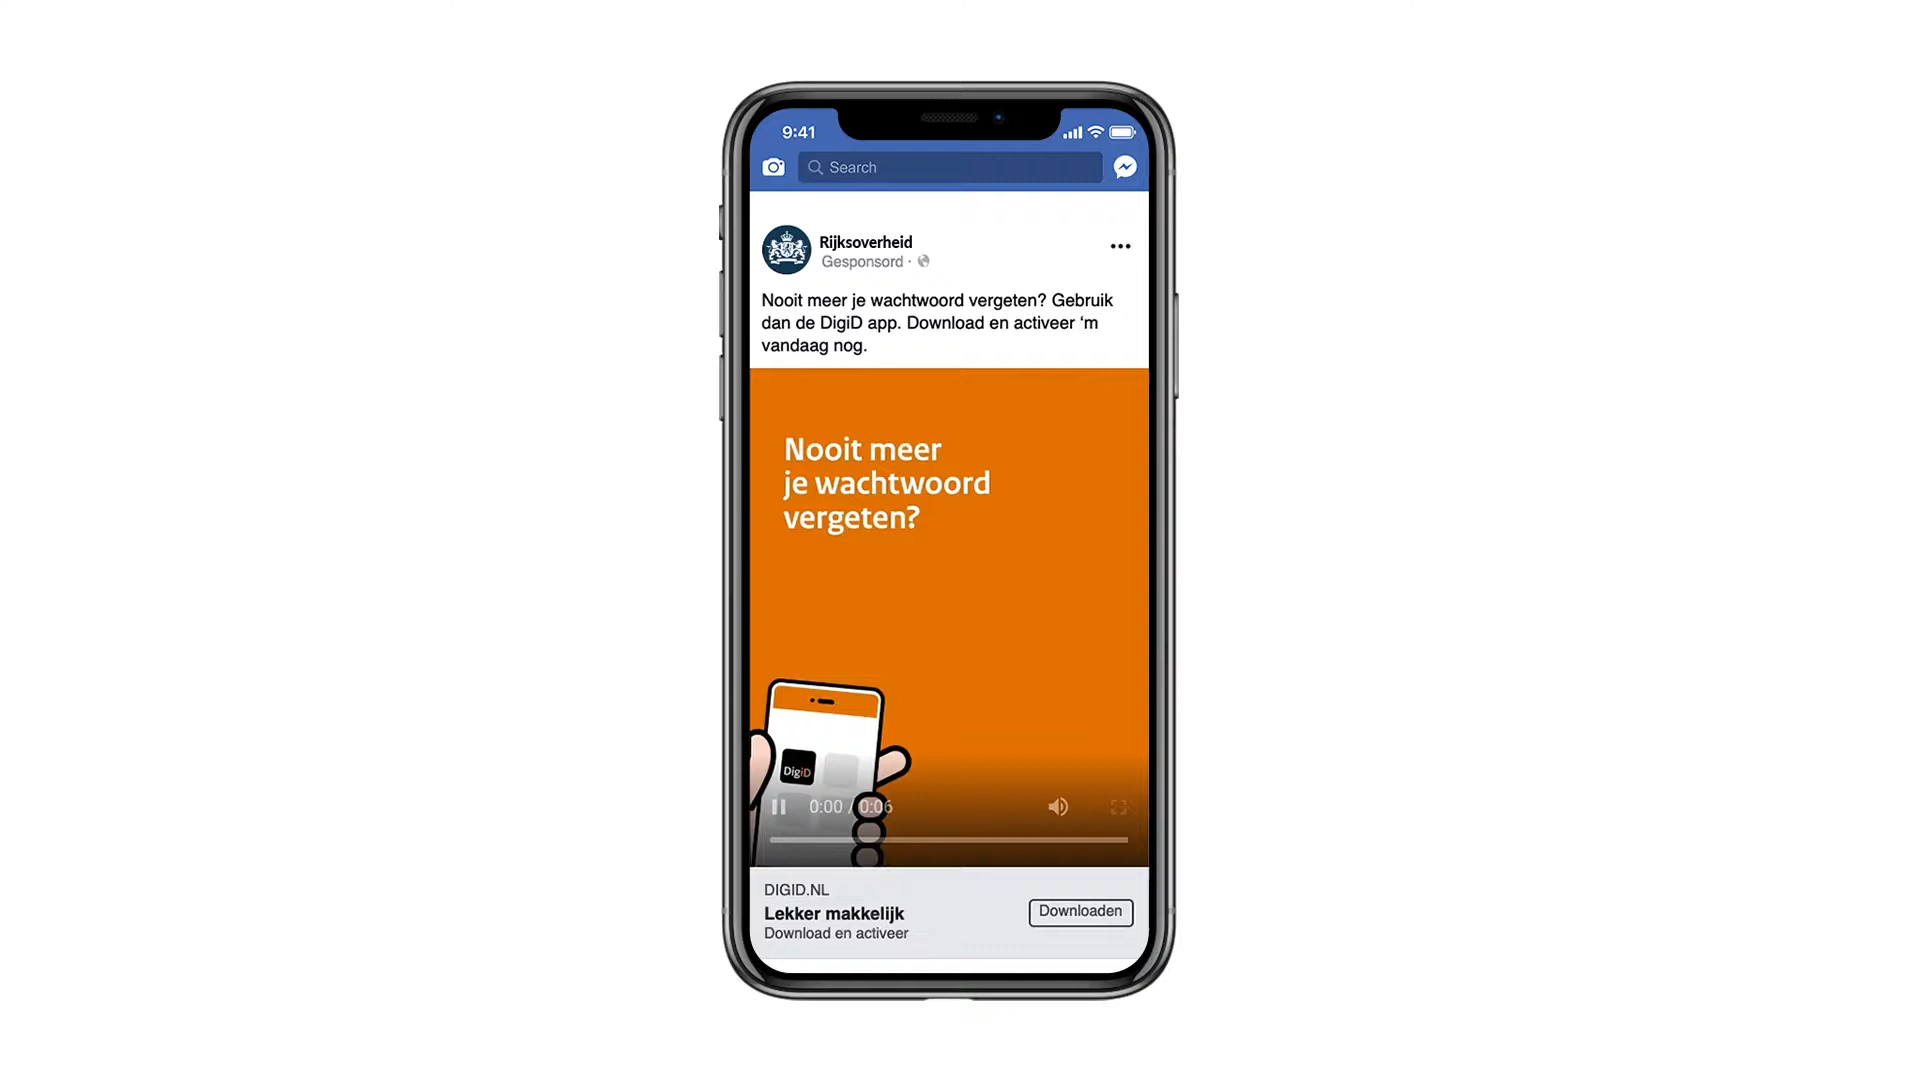 9:41
Search
Rijksoverheid
Gesponsord ·
Nooit meer je wachtwoord vergeten? Gebruik
dan de DigiD app. Download en activeer ‘m
vandaag nog.
Nooit meer
je wachtwoord
vergeten?
DigiD
0:00 / 0:06
DIGID.NL
Lekker makkelijk
Download en activeer
Downloaden